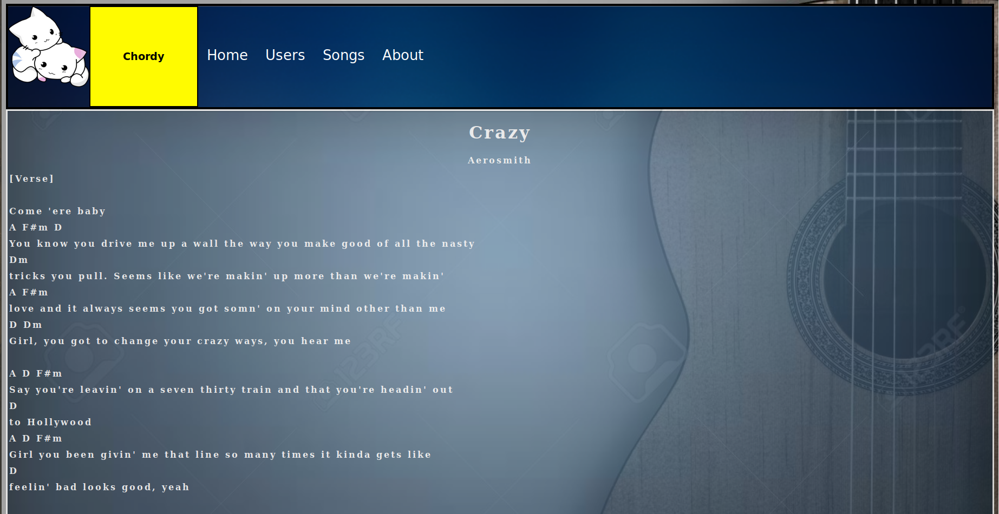 Chordy
Home Users Songs About
Crazy
Aerosmith
[Verse]
Come 'ere baby
A F#m D
You know you drive me up a wall the way you make good of all the nasty
Dm
tricks you pull. Seems like we're makin' up more than we're makin'
A F#m
love and it always seems you got somn' on your mind other than me
D Dm
Girl, you got to change your crazy ways, you hear me
A D F#m
Say you're leavin' on a seven thirty train and that you're headin' out
D
to Hollywood
A D F#m
Girl you been givin' me that line so many times it kinda gets like
D
feelin' bad looks good, yeah
123RF
123RF